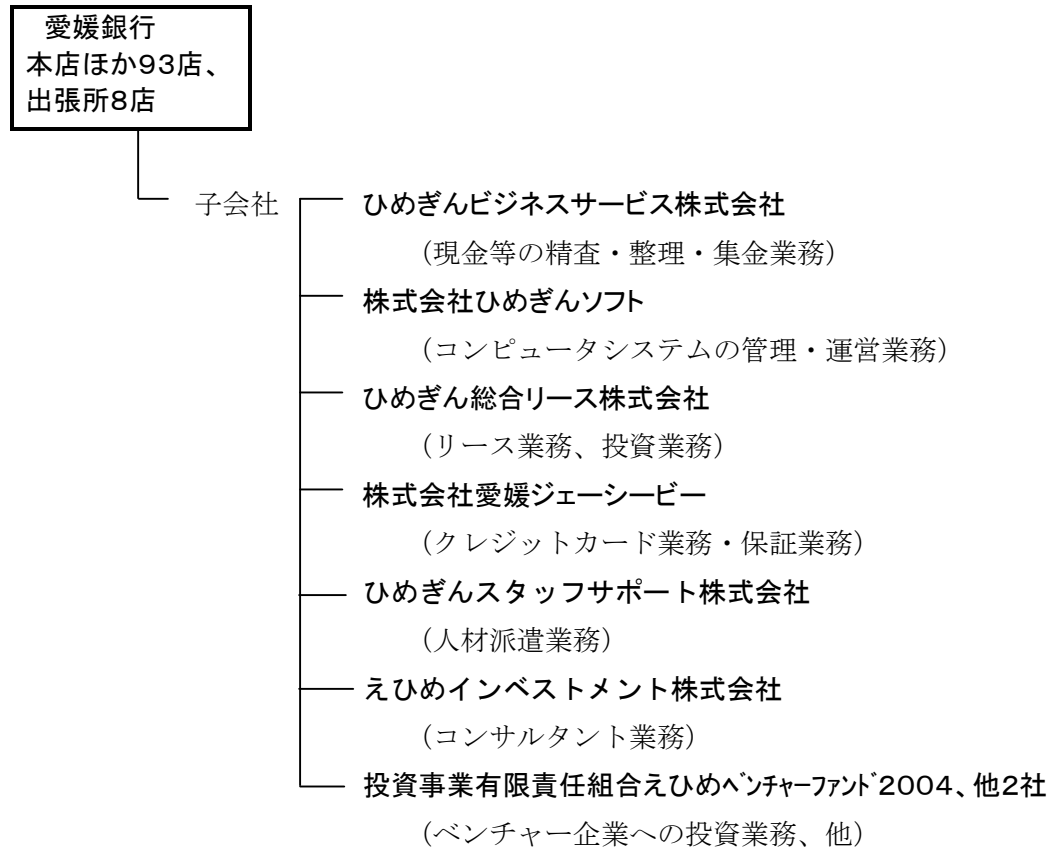 愛媛銀行
本店ほか93店、
出張所8店
子会社
ひめぎんビジネスサービス株式会社
（現金等の精査・整理・集金業務）
株式会社ひめぎんソフト
（コンピュータシステムの管理・運営業務）
ひめぎん総合リース株式会社
（リース業務、投資業務）
株式会社愛媛ジェーシービー
（クレジットカード業務・保証業務）
ひめぎんスタッフサポート株式会社
（人材派遣業務）
えひめインベストメント株式会社
（コンサルタント業務）
投資事業有限責任組合えひめベンチャーファンド2004、他2社
（ベンチャー企業への投資業務、他）